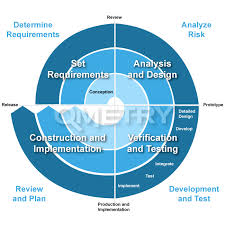 Review
Determine
Requirements
Analyze
Risk
Set
Requirements
Analysis
and Design
Conception
Release
Prototype
QMETRY
Detailed
Design
Develop
Construction and
Implementation
Verification
and Testing
Integrate
Test
Implement
Review
and Plan
Development
and Test
Production and
Implementation